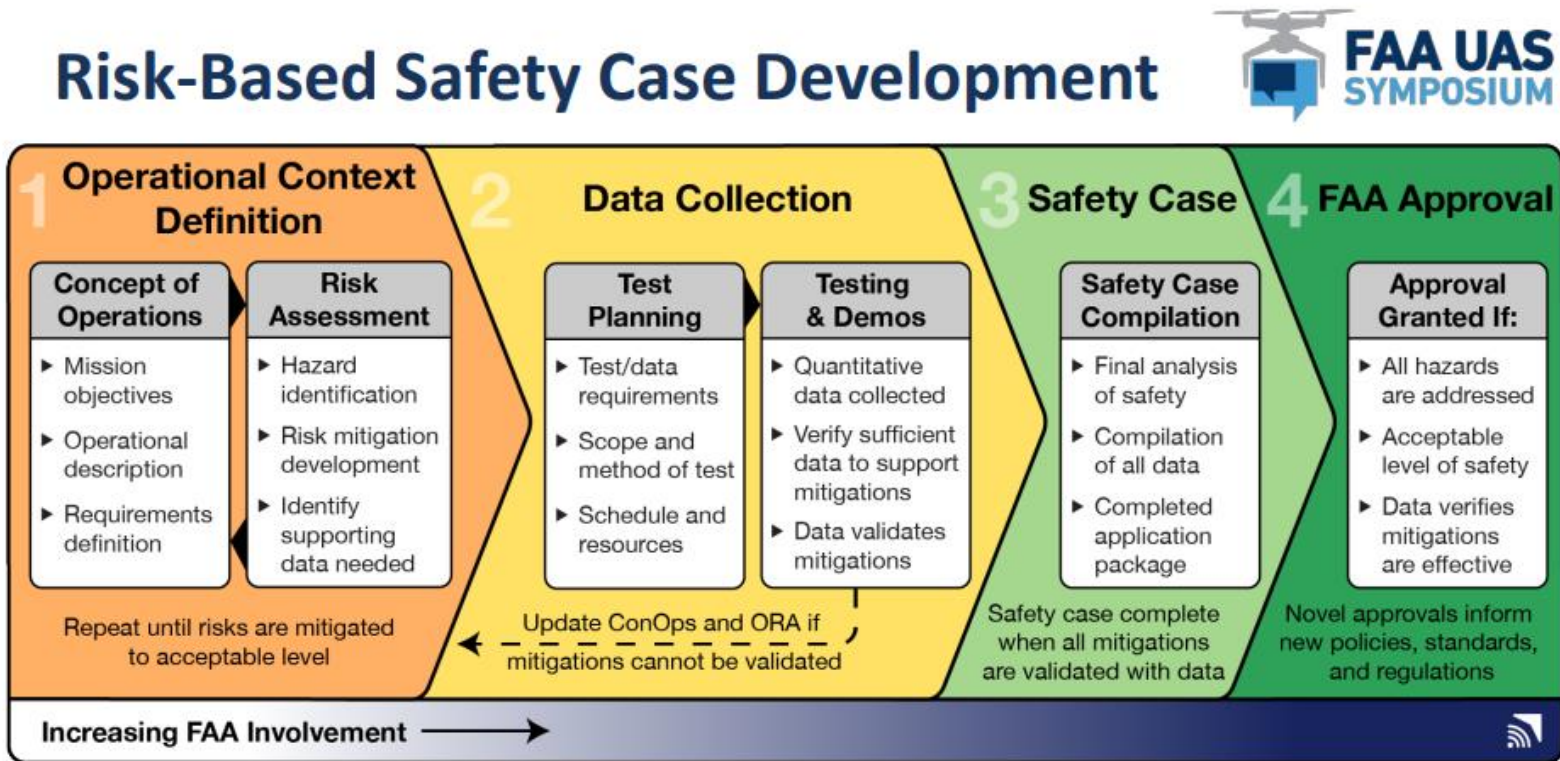 Risk-Based Safety Case Development
FAA UAS
SYMPOSIUM
1
Operational Context
Definition
Concept of
Operations
▸ Mission
objectives
▸ Operational
description
▸ Requirements
definition
Risk
Assessment
▸ Hazard
identification
▸ Risk mitigation
development
▸ Identify
supporting
data needed
Repeat until risks are mitigated
to acceptable level
2
Data Collection
Test
Planning
▸ Test/data
requirements
▸ Scope and
method of test
▸ Schedule and
resources
Testing
& Demos
▸ Quantitative
data collected
▸ Verify sufficient
data to support
mitigations
▸ Data validates
mitigations
Update ConOps and ORA if
mitigations cannot be validated
3
Safety Case
Safety Case
Compilation
▸ Final analysis
of safety
▸ Compilation
of all data
▸ Completed
application
package
Safety case complete
when all mitigations
are validated with data
4
FAA Approval
Approval
Granted If:
▸ All hazards
are addressed
▸ Acceptable
level of safety
▸ Data verifies
mitigations
are effective
Novel approvals inform
new policies, standards,
and regulations
Increasing FAA Involvement